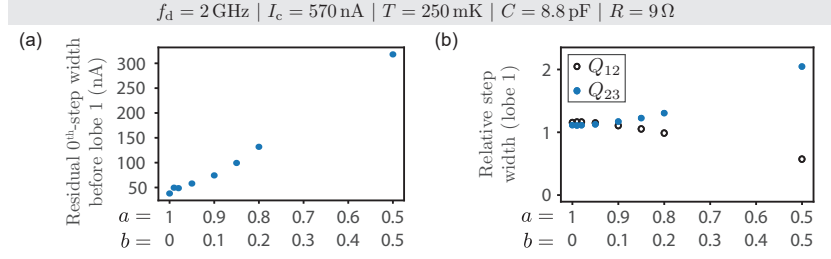 f_d = 2 GHz | I_c = 570 nA | T = 250 mK | C = 8.8 pF | R = 9 Ω
(a)
Residual 0^th-step width
before lobe 1 (nA)
300
250
200
150
100
50
a = 1 0.9 0.8 0.7 0.6 0.5
b = 0 0.1 0.2 0.3 0.4 0.5
(b)
Relative step
width (lobe 1)
2
1
0
Q_12
Q_23
a = 1 0.9 0.8 0.7 0.6 0.5
b = 0 0.1 0.2 0.3 0.4 0.5